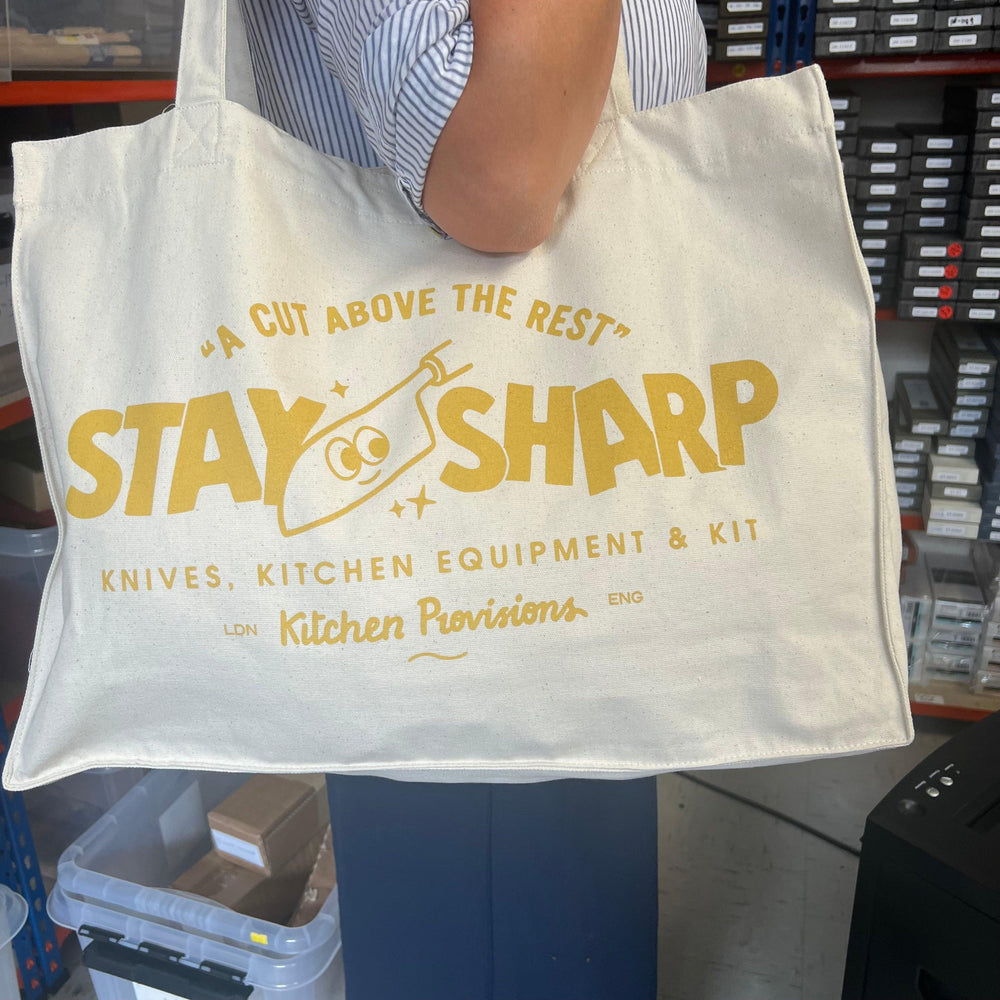 “A CUT ABOVE THE REST”
STAY SHARP
KNIVES, KITCHEN EQUIPMENT & KIT
LDN Kitchen Provisions ENG